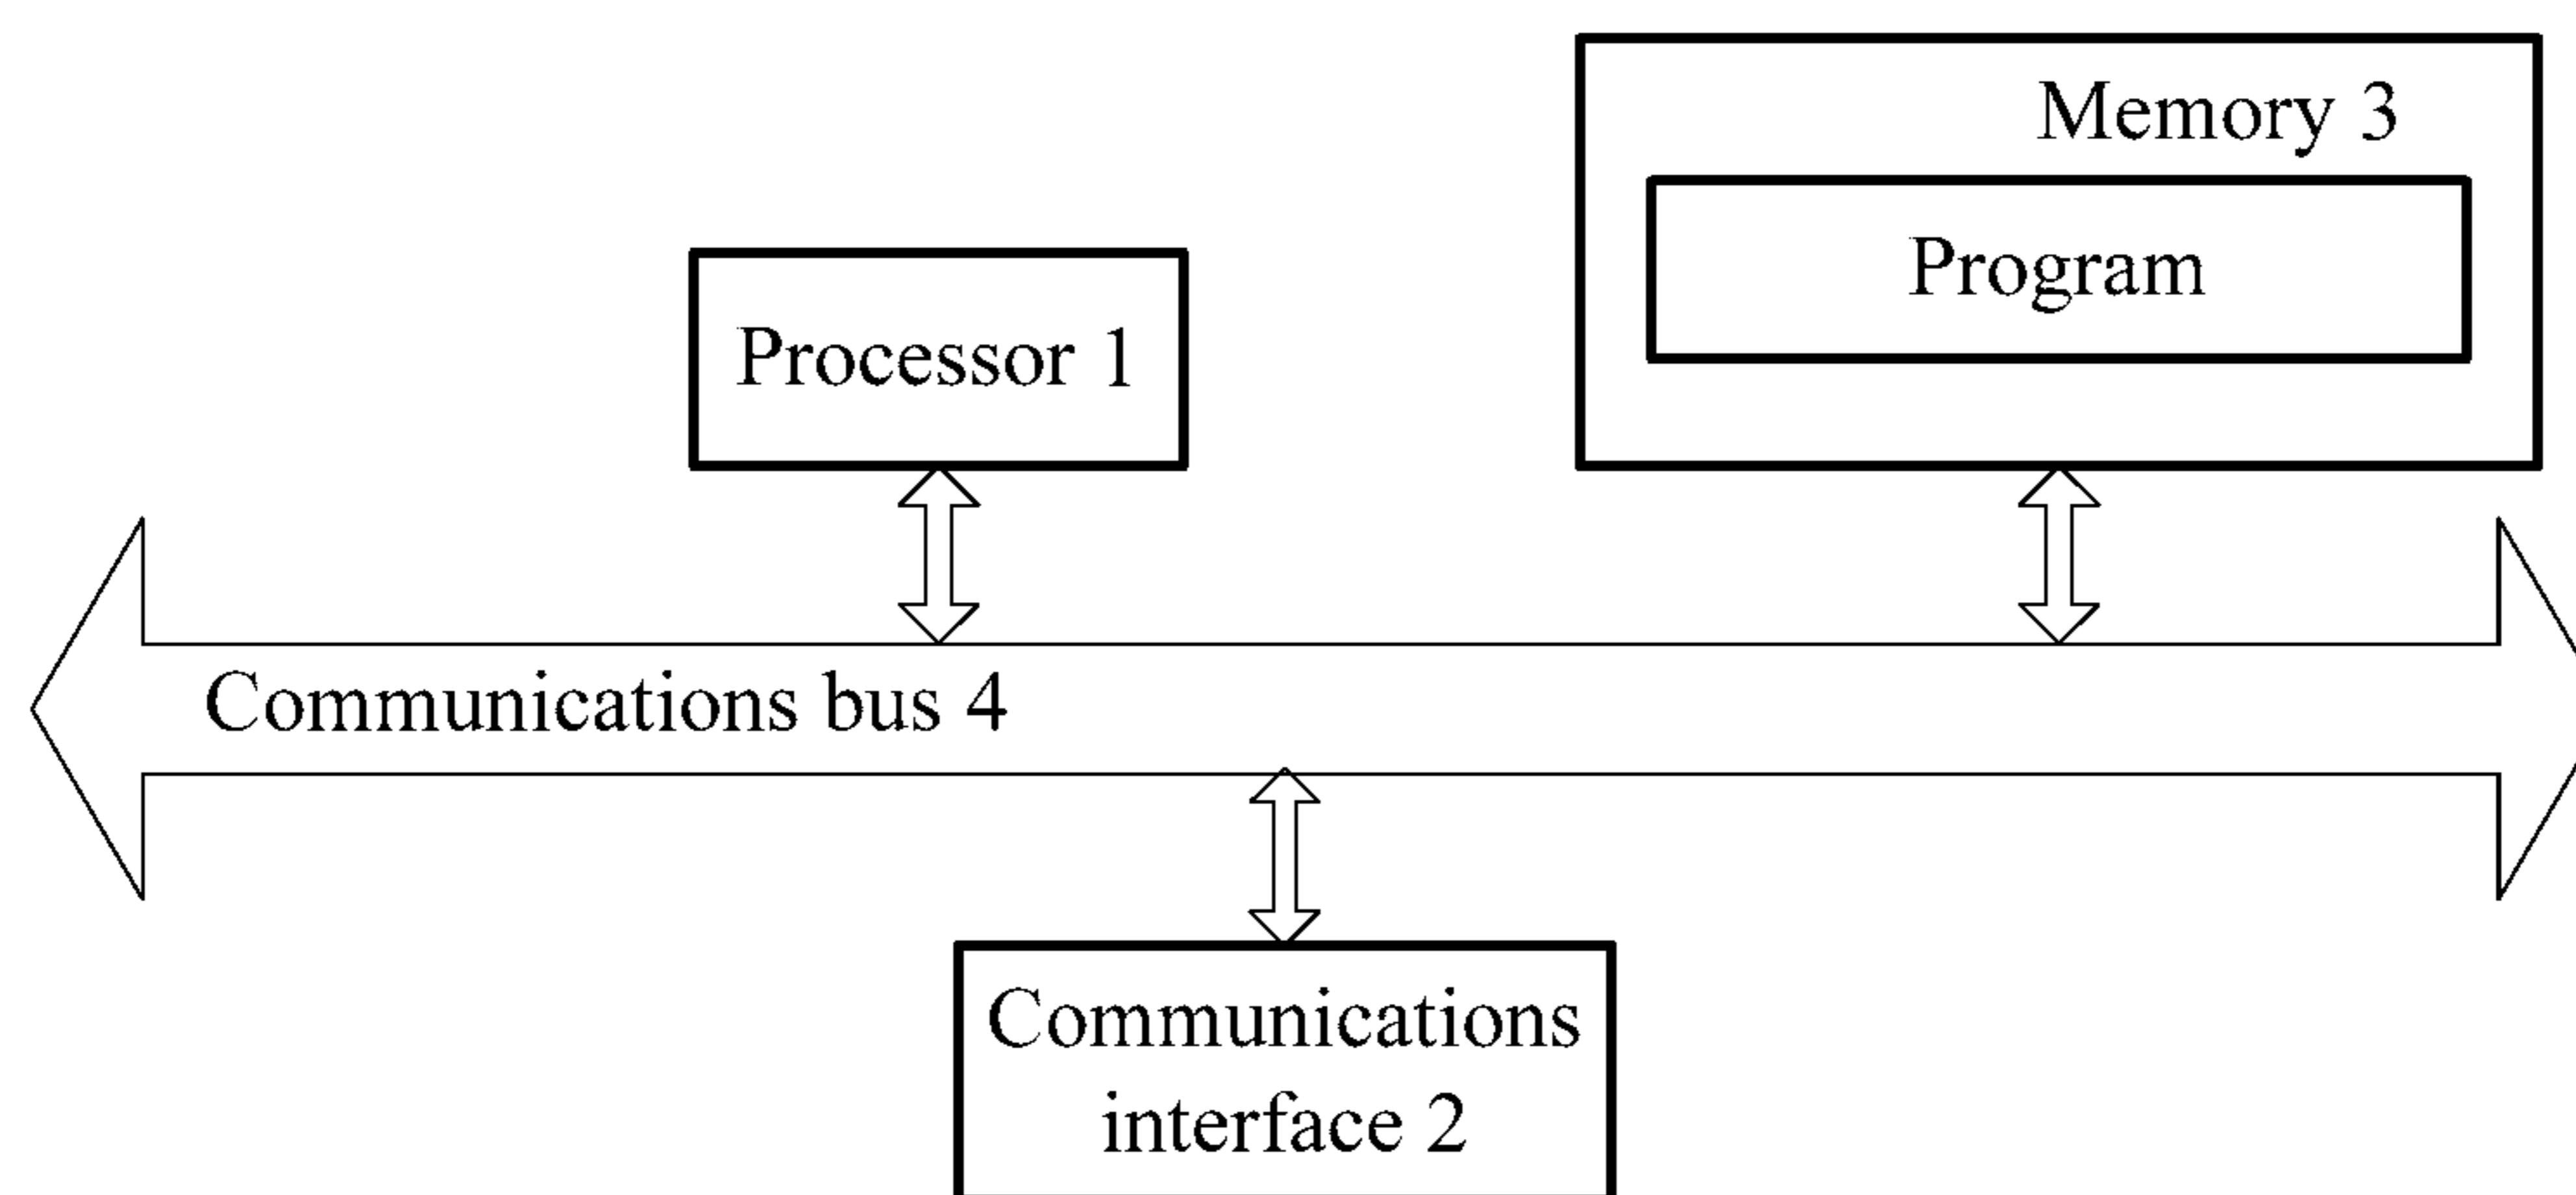 Memory 3
Program
Processor 1
Communications bus 4
Communications
interface 2